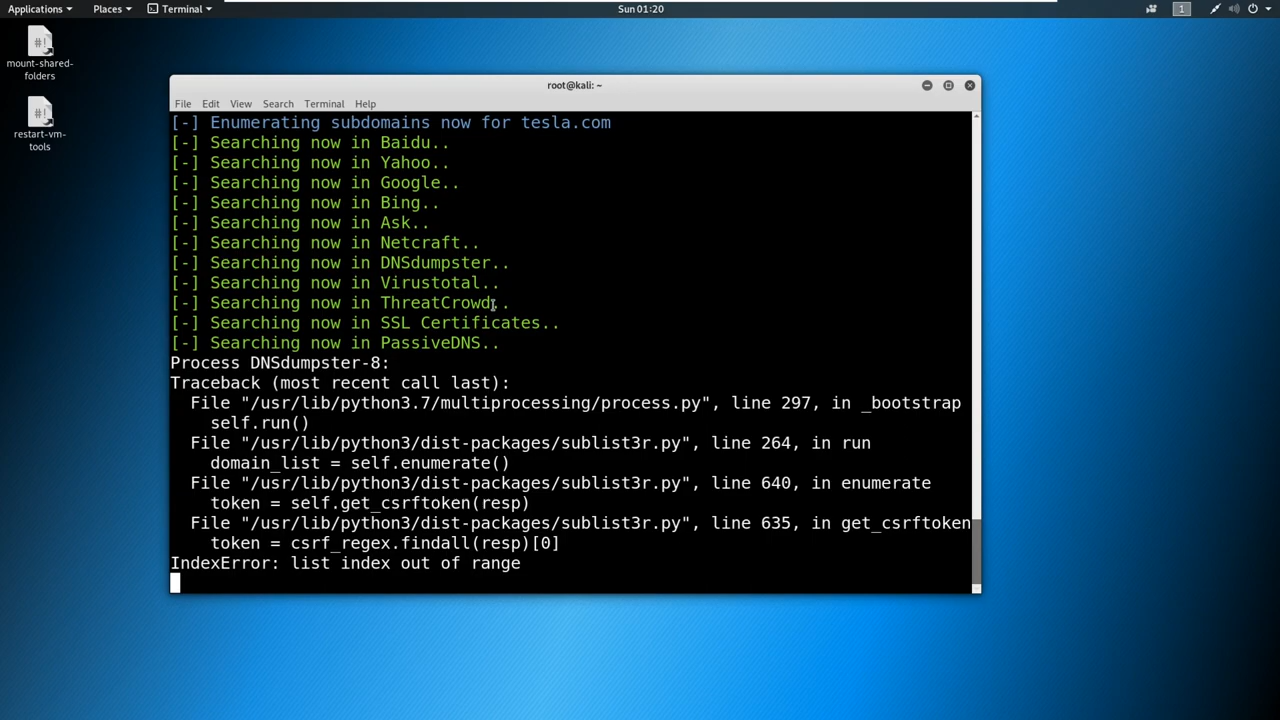 Applications
Places
Terminal
Sun 01:20
1
#!
mount-shared-
folders
#!
restart-vm-
tools
root@kali: ~
File Edit View Search Terminal Help
[-] Enumerating subdomains now for tesla.com
[-] Searching now in Baidu..
[-] Searching now in Yahoo..
[-] Searching now in Google..
[-] Searching now in Bing..
[-] Searching now in Ask..
[-] Searching now in Netcraft..
[-] Searching now in DNSdumpster..
[-] Searching now in Virustotal..
[-] Searching now in ThreatCrowd..
[-] Searching now in SSL Certificates..
[-] Searching now in PassiveDNS..
Process DNSdumpster-8:
Traceback (most recent call last):
  File "/usr/lib/python3.7/multiprocessing/process.py", line 297, in _bootstrap
    self.run()
  File "/usr/lib/python3/dist-packages/sublist3r.py", line 264, in run
    domain_list = self.enumerate()
  File "/usr/lib/python3/dist-packages/sublist3r.py", line 640, in enumerate
    token = self.get_csrftoken(resp)
  File "/usr/lib/python3/dist-packages/sublist3r.py", line 635, in get_csrftoken
    token = csrf_regex.findall(resp)[0]
IndexError: list index out of range